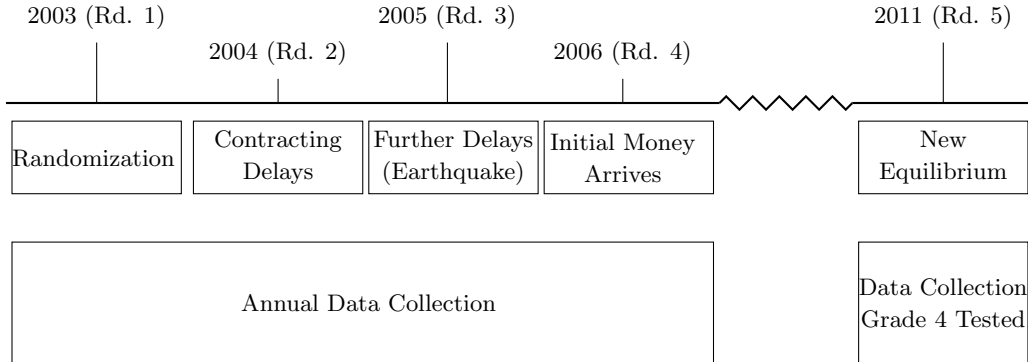 2003 (Rd. 1)
2005 (Rd. 3)
2011 (Rd. 5)
2004 (Rd. 2)
2006 (Rd. 4)
Randomization
Contracting
Delays
Further Delays
(Earthquake)
Initial Money
Arrives
New
Equilibrium
Annual Data Collection
Data Collection
Grade 4 Tested